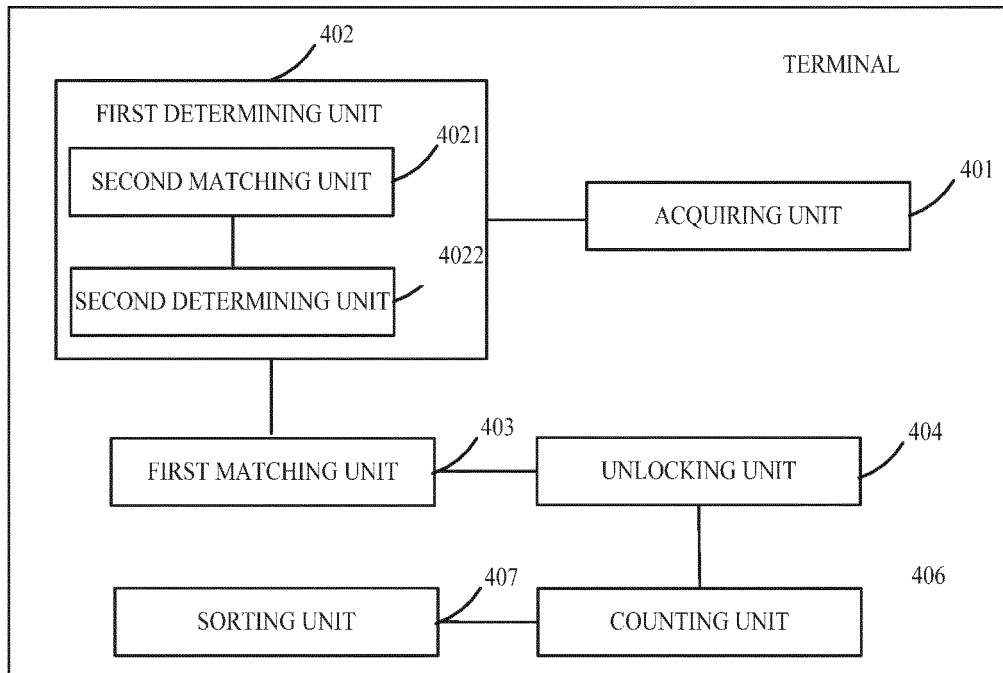 402
TERMINAL
FIRST DETERMINING UNIT
4021
SECOND MATCHING UNIT
401
ACQUIRING UNIT
4022
SECOND DETERMINING UNIT
403
404
FIRST MATCHING UNIT
UNLOCKING UNIT
407
406
SORTING UNIT
COUNTING UNIT